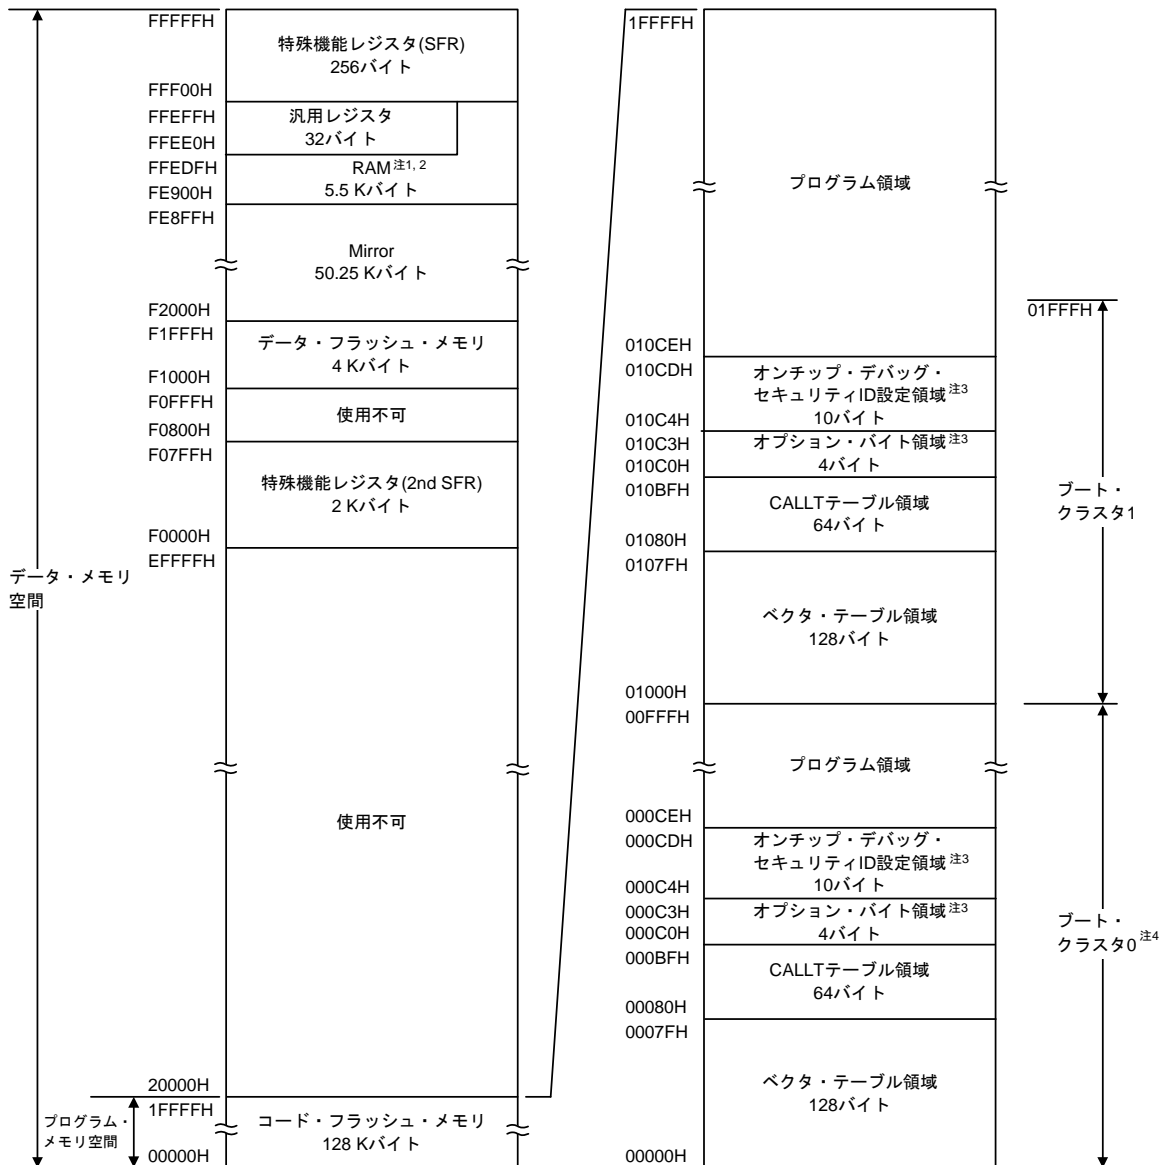 FFFFFH
特殊機能レジスタ(SFR)
256バイト
FFF00H
FFEFFH
汎用レジスタ
32バイト
FFEE0H
FFEDFH
RAM注1, 2
5.5 Kバイト
FE900H
FE8FFH
Mirror
50.25 Kバイト
F2000H
F1FFFH
データ・フラッシュ・メモリ
4 Kバイト
F1000H
F0FFFH
使用不可
F0800H
F07FFH
特殊機能レジスタ(2nd SFR)
2 Kバイト
F0000H
EFFFFH
データ・メモリ
空間
使用不可
20000H
1FFFFH
コード・フラッシュ・メモリ
128 Kバイト
プログラム・
メモリ空間
00000H
1FFFFH
プログラム領域
01FFFH
010CEH
010CDH
オンチップ・デバッグ・
セキュリティID設定領域注3
10バイト
010C4H
010C3H
オプション・バイト領域注3
4バイト
010C0H
010BFH
CALLTテーブル領域
64バイト
ブート・
クラスタ1
01080H
0107FH
ベクタ・テーブル領域
128バイト
01000H
00FFFH
プログラム領域
000CEH
000CDH
オンチップ・デバッグ・
セキュリティID設定領域注3
10バイト
000C4H
000C3H
オプション・バイト領域注3
4バイト
000C0H
000BFH
CALLTテーブル領域
64バイト
ブート・
クラスタ0注4
00080H
0007FH
ベクタ・テーブル領域
128バイト
00000H